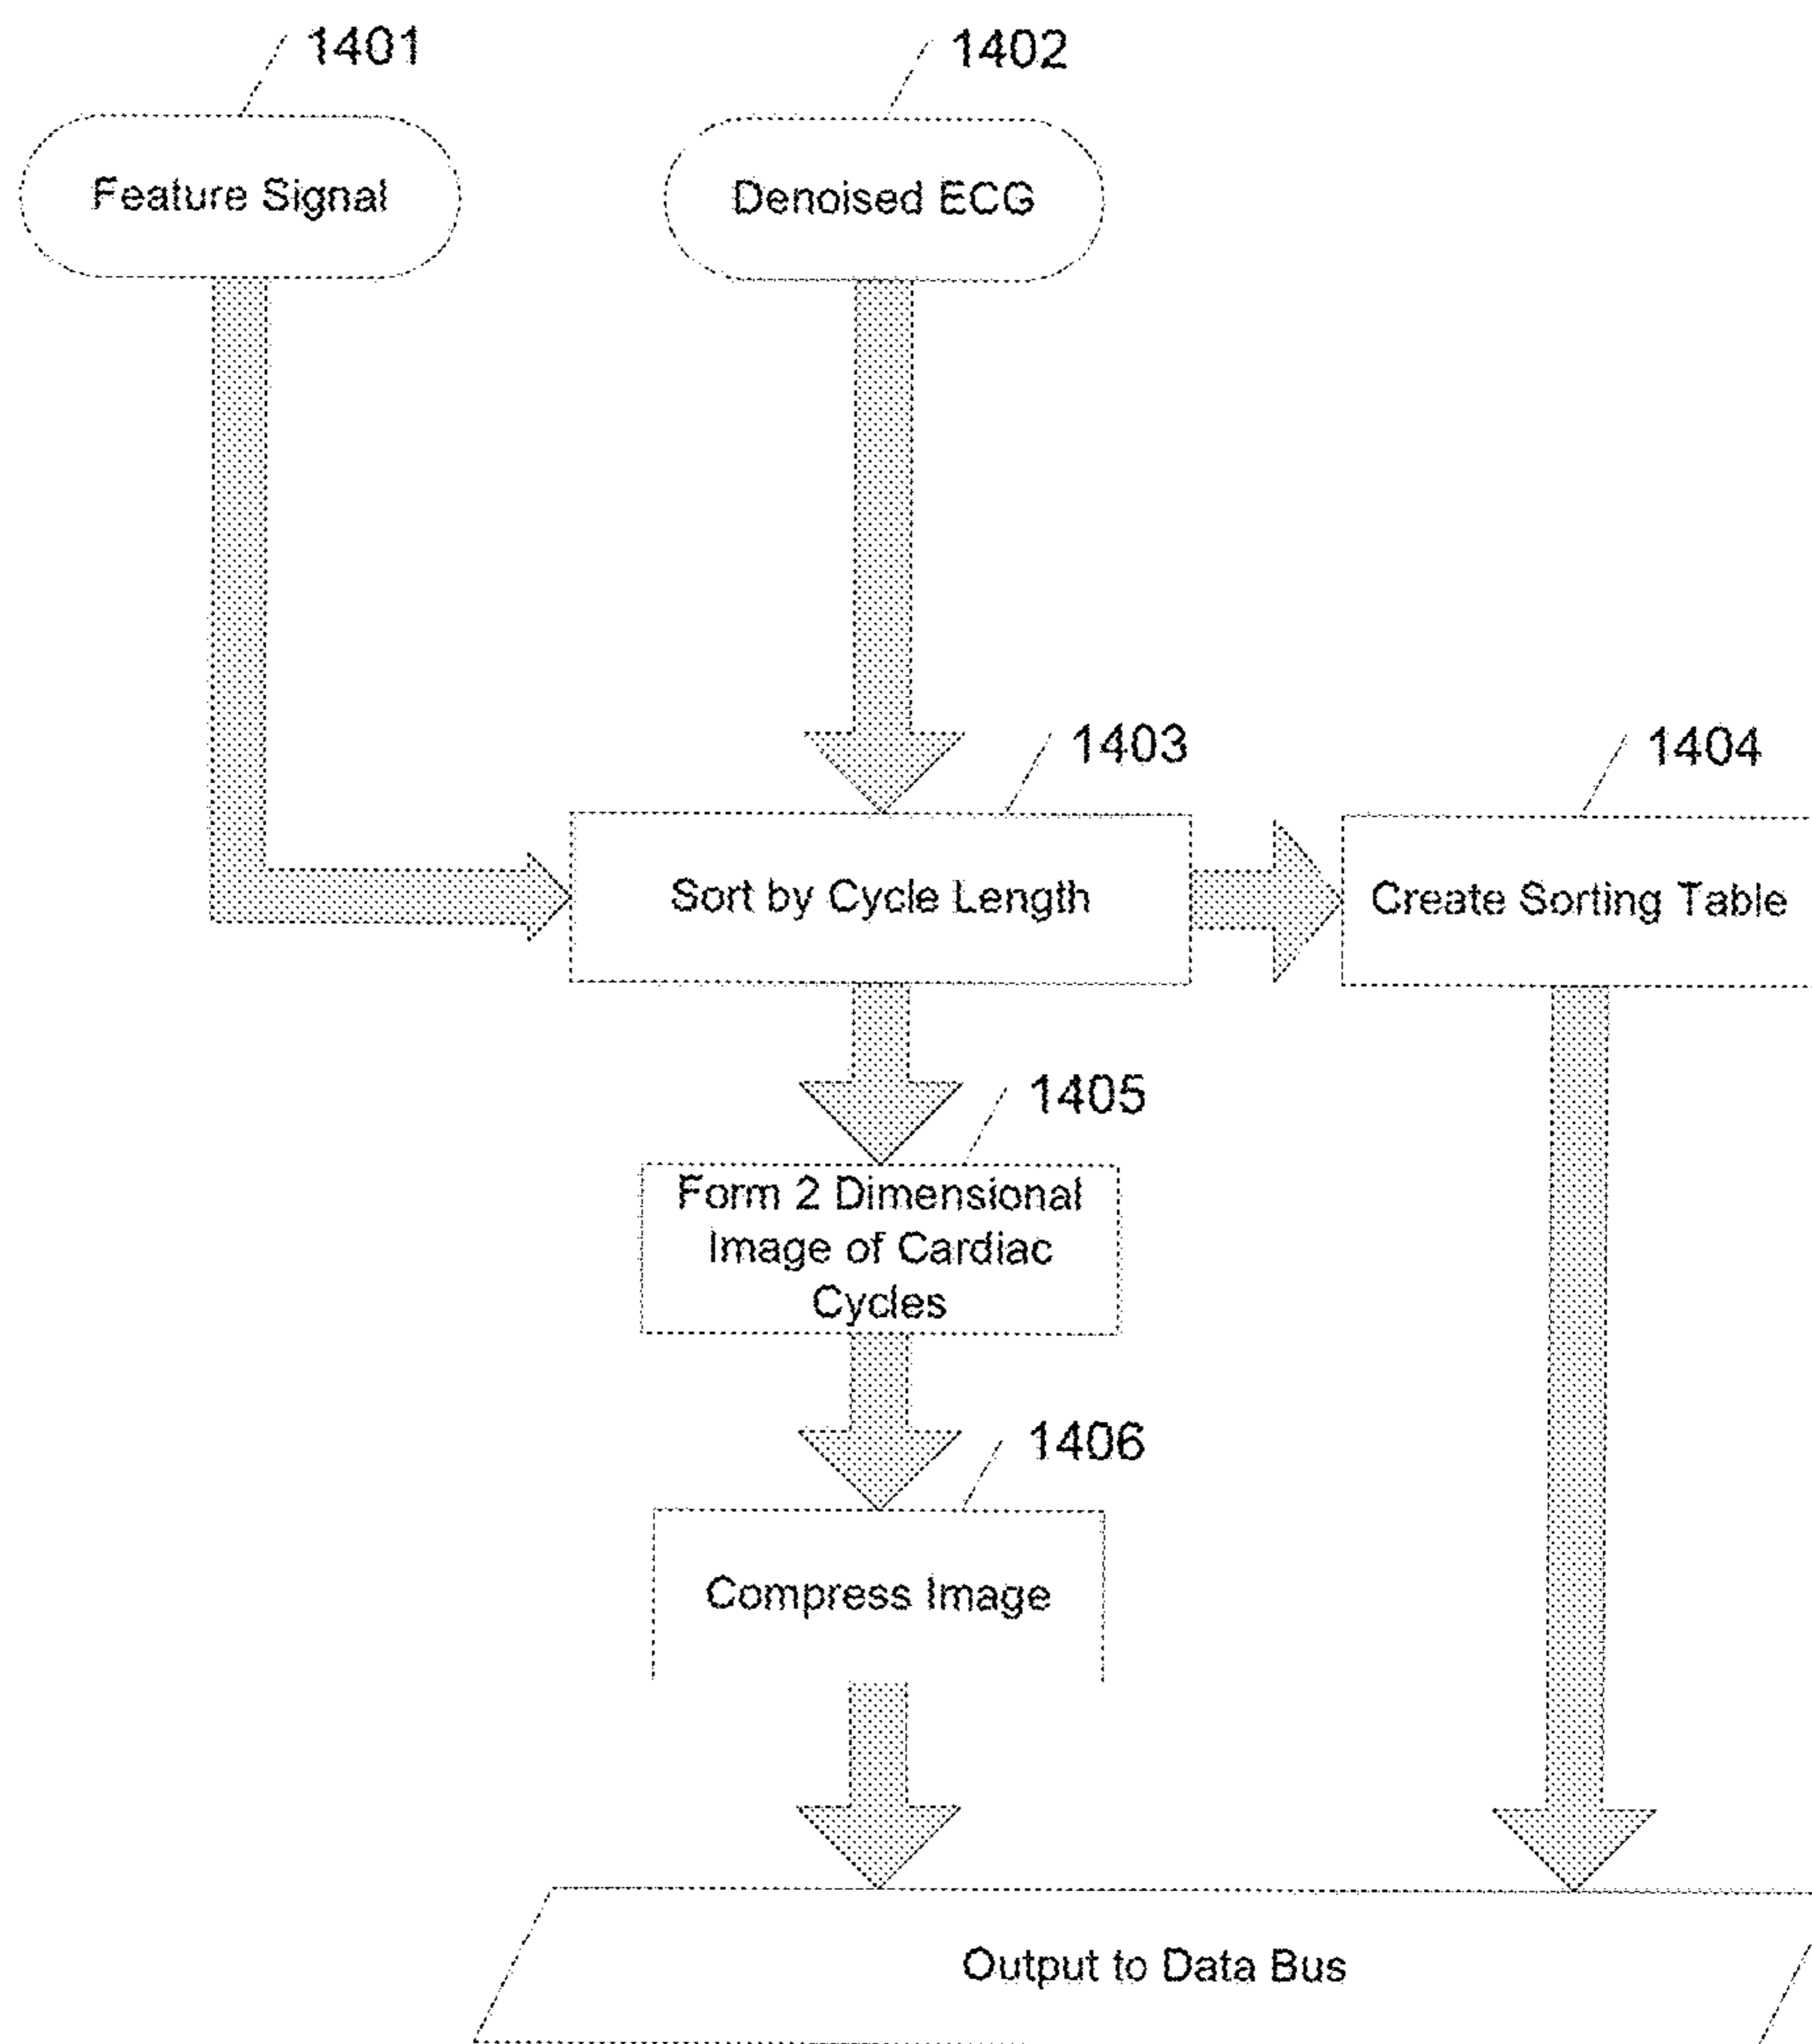 1401
1402
Feature Signal
Denoised ECG
1403
1404
Sort by Cycle Length
Create Sorting Table
1405
Form 2 Dimensional
Image of Cardiac
Cycles
1406
Compress Image
Output to Data Bus